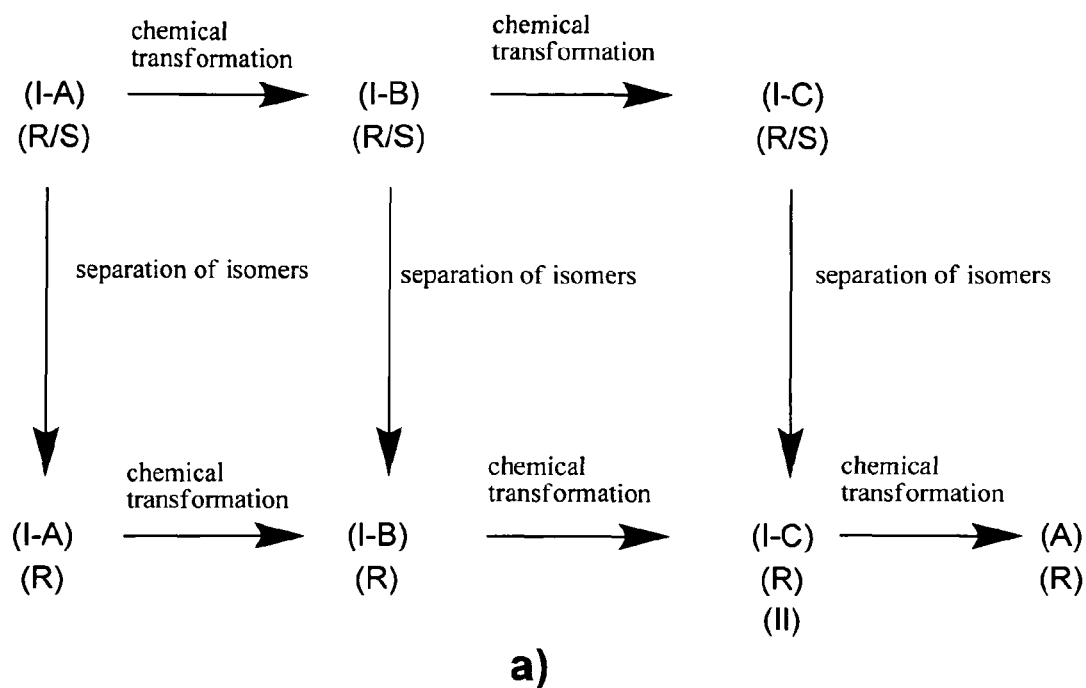 chemical
transformation
chemical
transformation
(I-A)
(R/S)
(I-B)
(R/S)
(I-C)
(R/S)
separation of isomers
separation of isomers
separation of isomers
chemical
transformation
chemical
transformation
chemical
transformation
(I-A)
(R)
(I-B)
(R)
(I-C)
(R)
(II)
(A)
(R)
a)